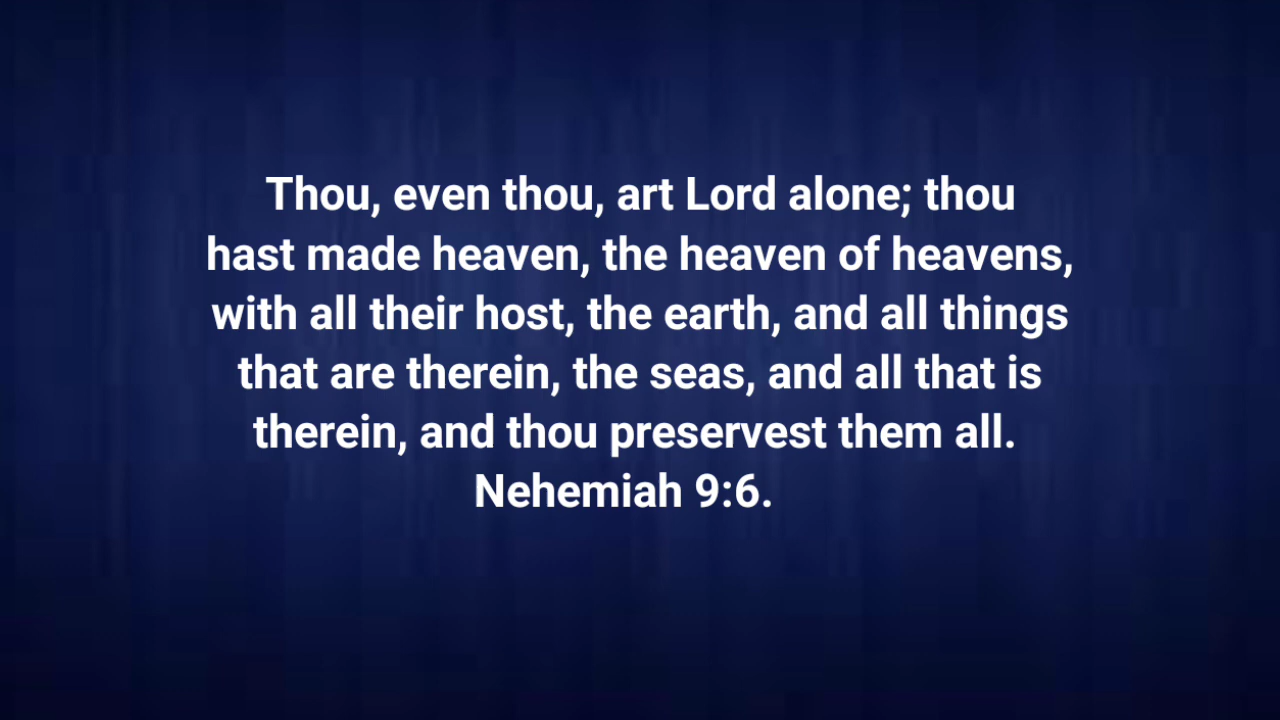 Thou, even thou, art Lord alone; thou
hast made heaven, the heaven of heavens,
with all their host, the earth, and all things
that are therein, the seas, and all that is
therein, and thou preservest them all.
Nehemiah 9:6.